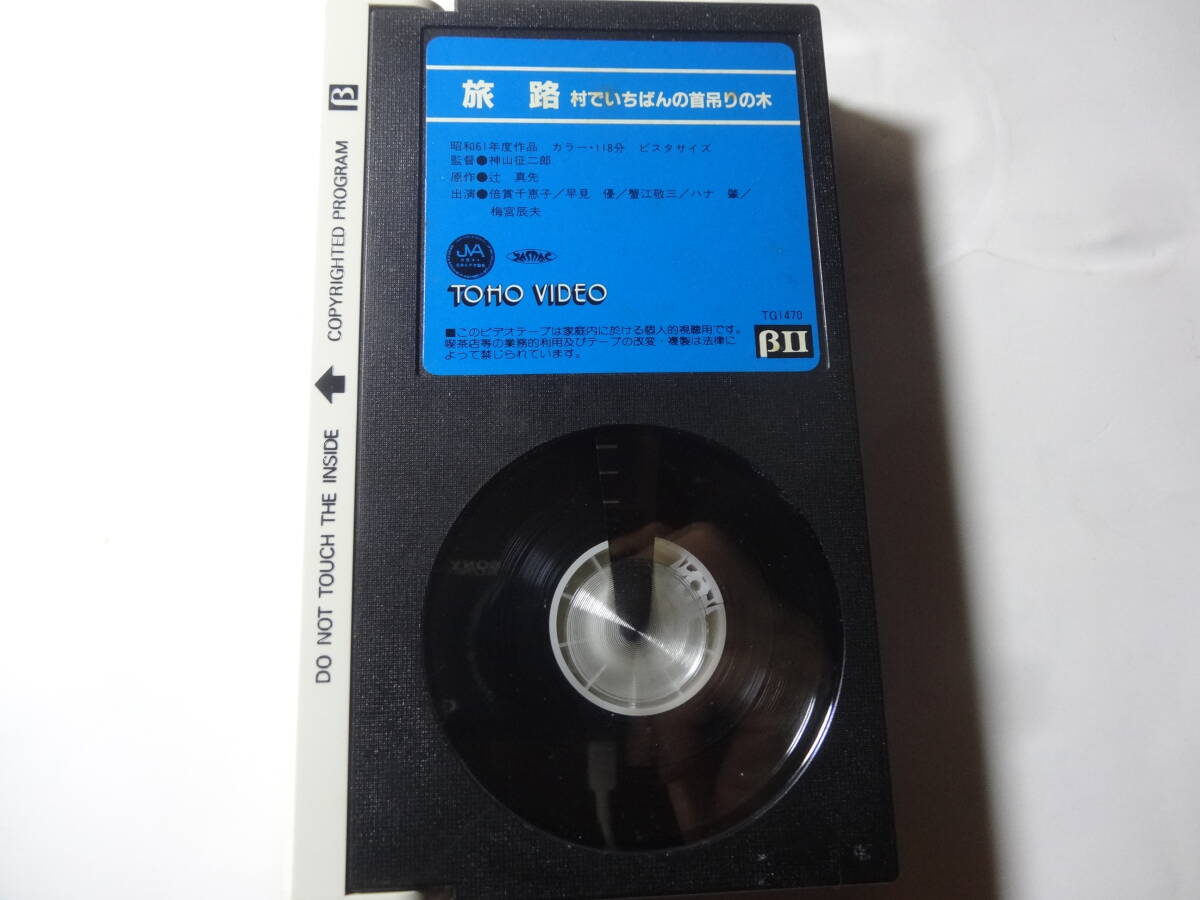 旅 路 村でいちばんの首吊りの木
昭和61年度作品 カラー・118分 ビスタサイズ
監督●神山征二郎
原作●辻 真先
出演●倍賞千恵子／早見 優／蟹江敬三／ハナ 肇／
梅宮辰夫
JVA
TOHO VIDEO
TG1470
βII
■このビデオテープは家庭内に於ける個人的視聴用です。
喫茶店等の業務的利用及びテープの改変・複製は法律に
よって禁じられています。
β
COPYRIGHTED PROGRAM
DO NOT TOUCH THE INSIDE